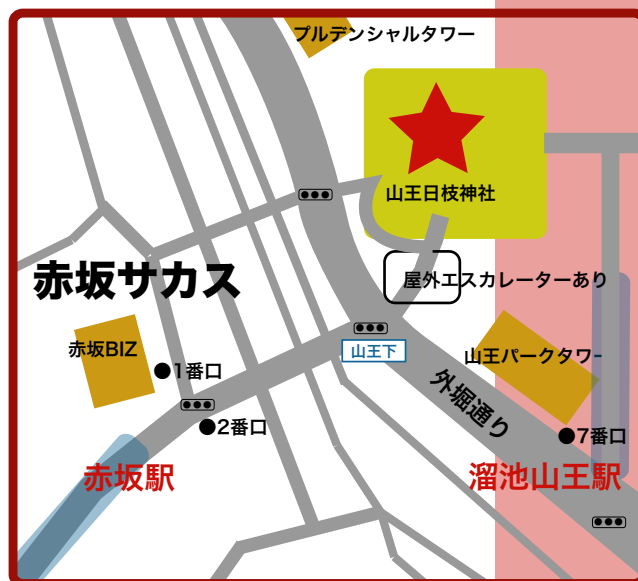 プルデンシャルタワー
山王日枝神社
赤坂サカス
屋外エスカレーターあり
赤坂BIZ
山王下
山王パークタワー
●1番口
外堀通り
●2番口
●7番口
赤坂駅
溜池山王駅